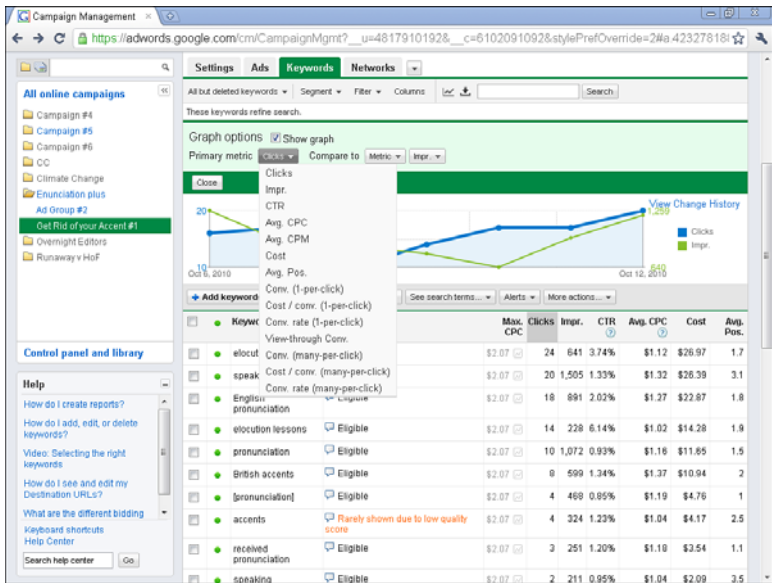 Campaign Management
https://adwords.google.com/cm/CampaignMgmt?__u=4817910192&__c=6102091092&stylePrefOverride=2#a.42327818
All online campaigns
Campaign #4
Campaign #5
Campaign #6
CC
Climate Change
Enunciation plus
Ad Group #2
Get Rid of your Accent #1
Overnight Editors
Runaway v HoF
Control panel and library
Help
How do I create reports?
How do I add, edit, or delete
keywords?
Video: Selecting the right
keywords
How do I see and edit my
Destination URLs?
What are the different bidding
Keyboard shortcuts
Help Center
Search help center Go
Settings Ads Keywords Networks
All but deleted keywords Segment Filter Columns Search
These keywords refine search.
Graph options Show graph
Primary metric Clicks Compare to Metric Impr.
Close
Clicks
Impr.
CTR
Avg. CPC
Avg. CPM
Cost
Avg. Pos.
Conv. (1-per-click)
Cost / conv. (1-per-click)
Conv. rate (1-per-click)
View-through Conv.
Conv. (many-per-click)
Cost / conv. (many-per-click)
Conv. rate (many-per-click)
View Change History
20 1,259
Clicks
Impr.
10 640
Oct 6, 2010 Oct 12, 2010
Add keyword See search terms... Alerts More actions...
Keywo Max. CPC Clicks Impr. CTR Avg. CPC Cost Avg. Pos.
elocut $2.07 24 641 3.74% $1.12 $26.97 1.7
speak $2.07 20 1,505 1.33% $1.32 $26.39 3.1
English pronunciation Eligible $2.07 18 891 2.02% $1.27 $22.87 1.8
elocution lessons Eligible $2.07 14 228 6.14% $1.02 $14.28 1.9
pronunciation Eligible $2.07 10 1,072 0.93% $1.16 $11.65 1.5
British accents Eligible $2.07 8 599 1.34% $1.37 $10.94 2
[pronunciation] Eligible $2.07 4 468 0.85% $1.19 $4.76 1
accents Rarely shown due to low quality score $2.07 4 324 1.23% $1.04 $4.17 2.5
received pronunciation Eligible $2.07 3 251 1.20% $1.18 $3.54 1.1
speaking Eligible $2.07 2 211 0.95% $1.04 $2.09 3.5